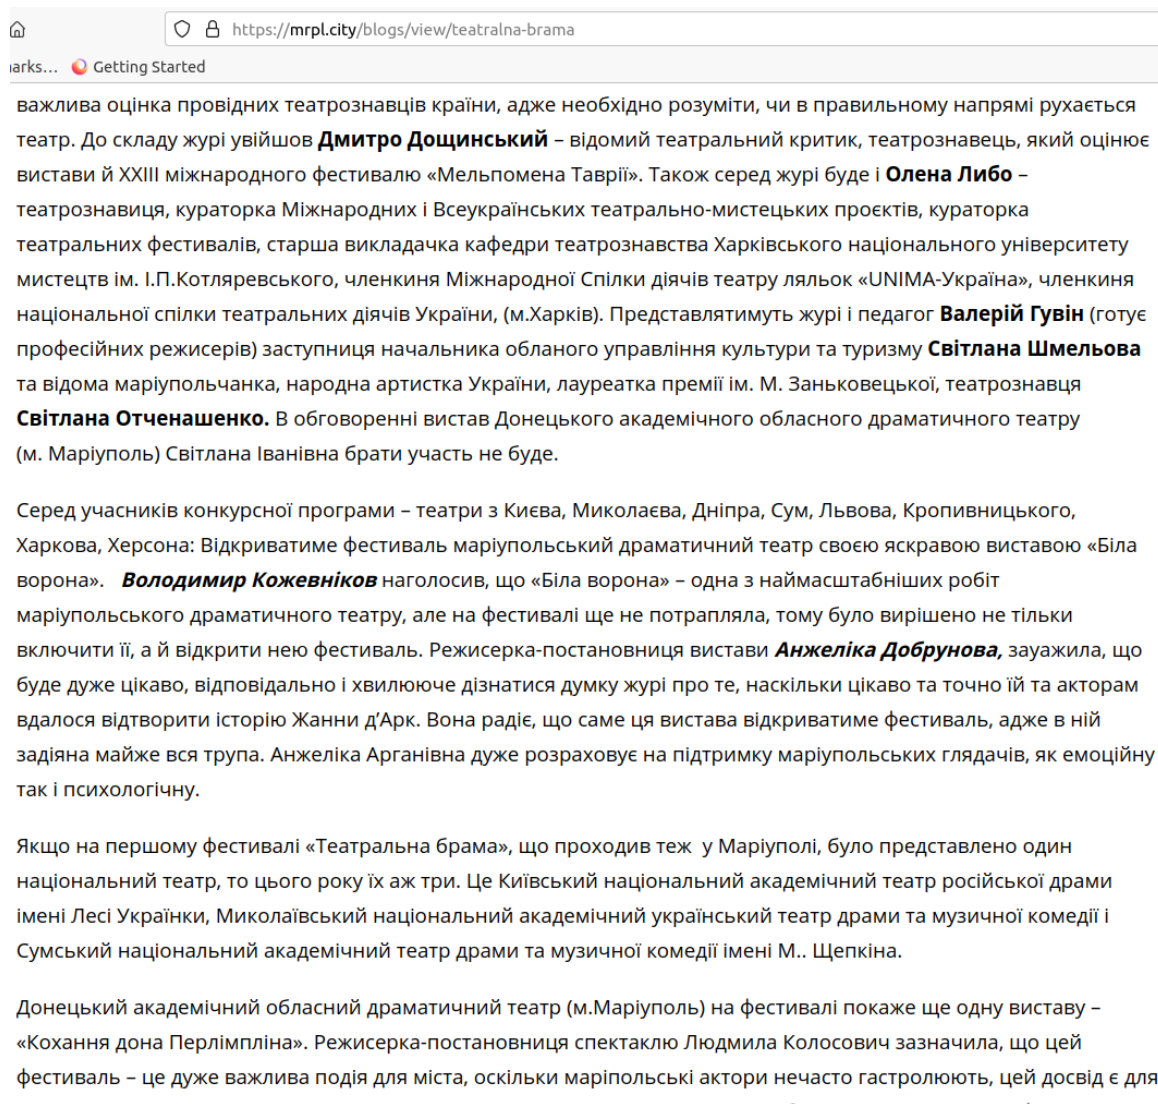 https://mrpl.city/blogs/view/teatralna-brama
arks… Getting Started
важлива оцінка провідних театрознавців країни, адже необхідно розуміти, чи в правильному напрямі рухається
театр. До складу журі увійшов Дмитро Дощинський – відомий театральний критик, театрознавець, який оцінює
вистави й XXIII міжнародного фестивалю «Мельпомена Таврії». Також серед журі буде і Олена Либо –
театрознавиця, кураторка Міжнародних і Всеукраїнських театрально-мистецьких проєктів, кураторка
театральних фестивалів, старша викладачка кафедри театрознавства Харківського національного університету
мистецтв ім. І.П.Котляревського, членкиня Міжнародної Спілки діячів театру ляльок «UNIMA-Україна», членкиня
національної спілки театральних діячів України, (м.Харків). Представлятимуть журі і педагог Валерій Гувін (готує
професійних режисерів) заступниця начальника обланого управління культури та туризму Світлана Шмельова
та відома маріупольчанка, народна артистка України, лауреатка премії ім. М. Заньковецької, театрознавця
Світлана Отченашенко. В обговоренні вистав Донецького академічного обласного драматичного театру
(м. Маріуполь) Світлана Іванівна брати участь не буде.
Серед учасників конкурсної програми – театри з Києва, Миколаєва, Дніпра, Сум, Львова, Кропивницького,
Харкова, Херсона: Відкриватиме фестиваль маріупольський драматичний театр своєю яскравою виставою «Біла
ворона». Володимир Кожевніков наголосив, що «Біла ворона» – одна з наймасштабніших робіт
маріупольського драматичного театру, але на фестивалі ще не потрапляла, тому було вирішено не тільки
включити її, а й відкрити нею фестиваль. Режисерка-постановниця вистави Анжеліка Добрунова, зауажила, що
буде дуже цікаво, відповідально і хвилююче дізнатися думку журі про те, наскільки цікаво та точно їй та акторам
вдалося відтворити історію Жанни д’Арк. Вона радіє, що саме ця вистава відкриватиме фестиваль, адже в ній
задіяна майже вся трупа. Анжеліка Арганівна дуже розраховує на підтримку маріупольських глядачів, як емоційну
так і психологічну.
Якщо на першому фестивалі «Театральна брама», що проходив теж у Маріуполі, було представлено один
національний театр, то цього року їх аж три. Це Київський національний академічний театр російської драми
імені Лесі Українки, Миколаївський національний академічний український театр драми та музичної комедії і
Сумський національний академічний театр драми та музичної комедії імені М.. Щепкіна.
Донецький академічний обласний драматичний театр (м.Маріуполь) на фестивалі покаже ще одну виставу –
«Кохання дона Перлімпліна». Режисерка-постановниця спектаклю Людмила Колосович зазначила, що цей
фестиваль – це дуже важлива подія для міста, оскільки маріпольські актори нечасто гастролюють, цей досвід є для